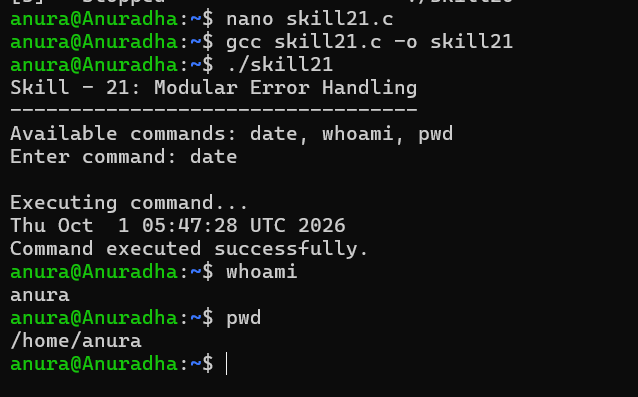 anura@Anuradha:~$ nano skill21.c
anura@Anuradha:~$ gcc skill21.c -o skill21
anura@Anuradha:~$ ./skill21
Skill - 21: Modular Error Handling
----------------------------------
Available commands: date, whoami, pwd
Enter command: date

Executing command...
Thu Oct  1 05:47:28 UTC 2026
Command executed successfully.
anura@Anuradha:~$ whoami
anura
anura@Anuradha:~$ pwd
/home/anura
anura@Anuradha:~$